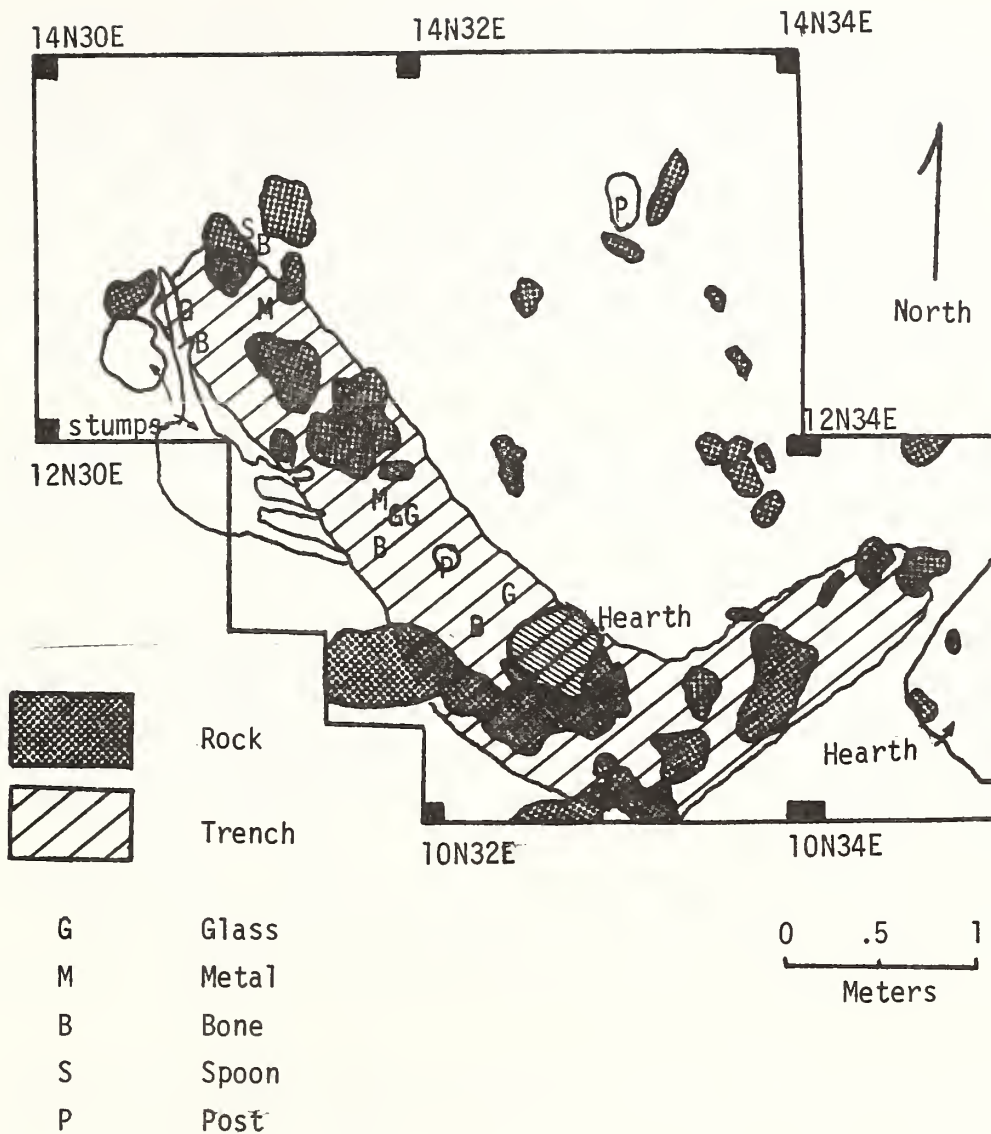 14N30E
14N32E
14N34E
P
S
B
North
G
M
B
stumps
12N34E
12N30E
M
GG
B
P
G
B
Hearth
Rock
Hearth
Trench
10N32E
10N34E
G Glass
M Metal
B Bone
S Spoon
P Post
0 .5 1
Meters